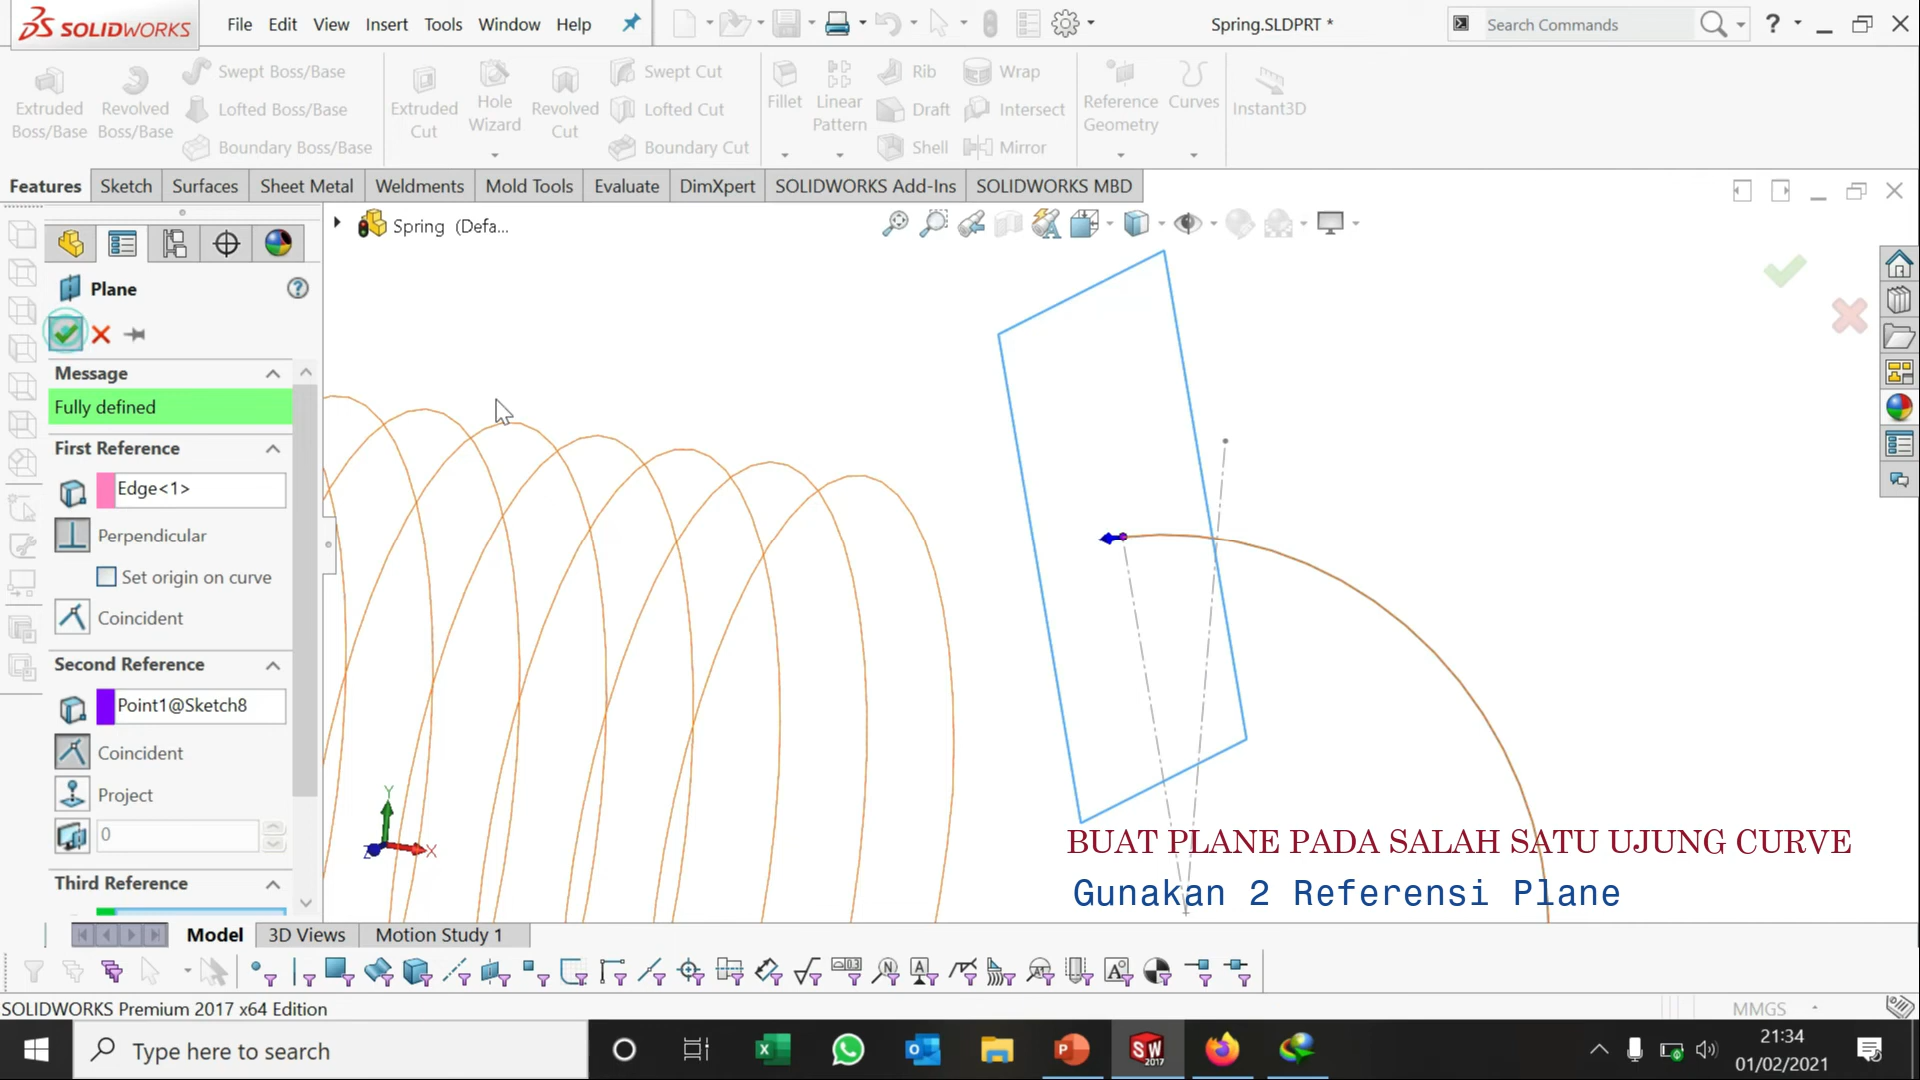 SOLIDWORKS File Edit View Insert Tools Window Help Spring.SLDPRT * Search Commands ?
Extruded Boss/Base
Revolved Boss/Base
Swept Boss/Base
Lofted Boss/Base
Boundary Boss/Base
Extruded Cut
Hole Wizard
Revolved Cut
Swept Cut
Lofted Cut
Boundary Cut
Fillet
Linear Pattern
Rib
Draft
Shell
Wrap
Intersect
Mirror
Reference Geometry
Curves
Instant3D
Features Sketch Surfaces Sheet Metal Weldments Mold Tools Evaluate DimXpert SOLIDWORKS Add-Ins SOLIDWORKS MBD
Spring (Defa...
Plane
Message
Fully defined
First Reference
Edge<1>
Perpendicular
Set origin on curve
Coincident
Second Reference
Point1@Sketch8
Coincident
Project
0
Third Reference
Y
Z
X
BUAT PLANE PADA SALAH SATU UJUNG CURVE
Gunakan 2 Referensi Plane
Model 3D Views Motion Study 1
SOLIDWORKS Premium 2017 x64 Edition
MMGS
Type here to search
SW
2017
21:34
01/02/2021